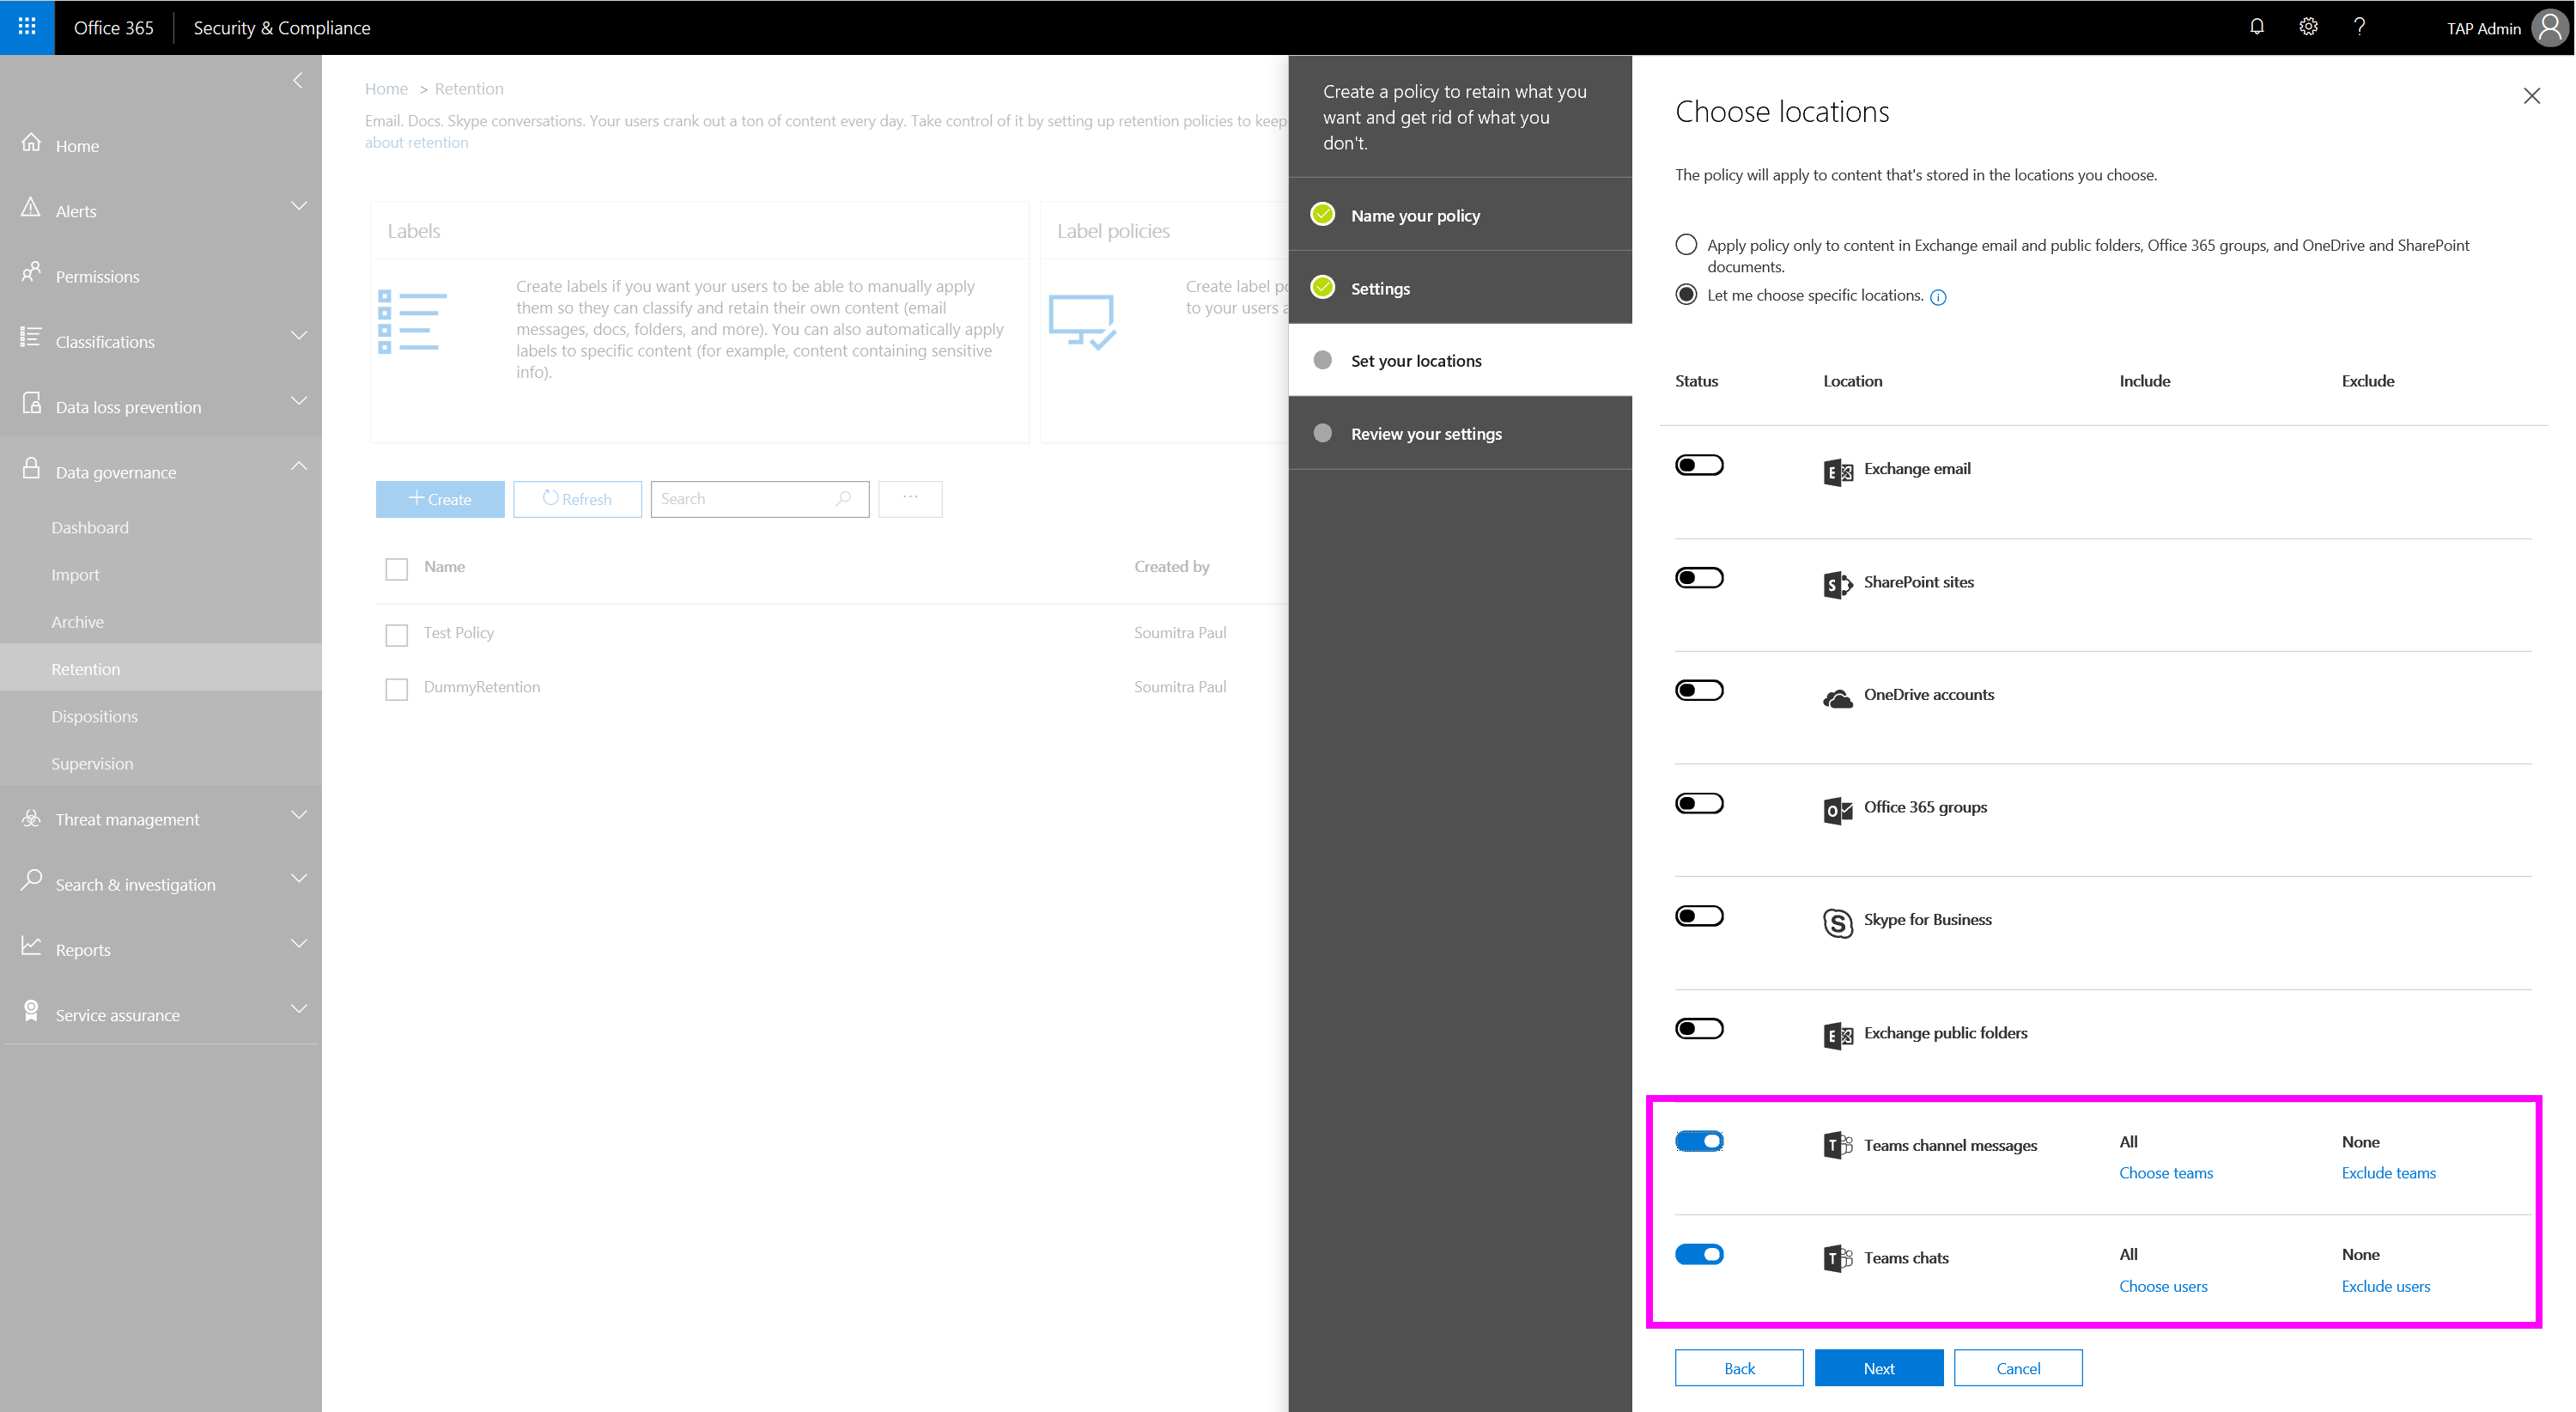 Office 365
Security & Compliance
TAP Admin
Home
Alerts
Permissions
Classifications
Data loss prevention
Data governance
Dashboard
Import
Archive
Retention
Dispositions
Supervision
Threat management
Search & investigation
Reports
Service assurance
Home > Retention
Email. Docs. Skype conversations. Your users crank out a ton of content every day. Take control of it by setting up retention policies to keep
about retention
Labels
Create labels if you want your users to be able to manually apply
them so they can classify and retain their own content (email
messages, docs, folders, and more). You can also automatically apply
labels to specific content (for example, content containing sensitive
info).
Label policies
Create label
to your users
Create
Refresh
Search
...
Name
Created by
Test Policy
Soumitra Paul
DummyRetention
Soumitra Paul
Create a policy to retain what you
want and get rid of what you
don't.
Name your policy
Settings
Set your locations
Review your settings
Choose locations
The policy will apply to content that's stored in the locations you choose.
Apply policy only to content in Exchange email and public folders, Office 365 groups, and OneDrive and SharePoint
documents.
Let me choose specific locations.
Status
Location
Include
Exclude
Exchange email
SharePoint sites
OneDrive accounts
Office 365 groups
Skype for Business
Exchange public folders
Teams channel messages
All
None
Choose teams
Exclude teams
Teams chats
All
None
Choose users
Exclude users
Back
Next
Cancel